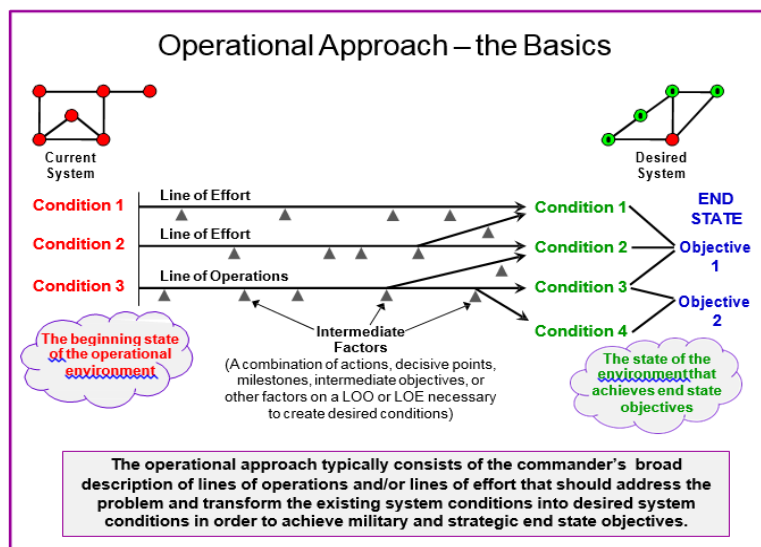 Operational Approach – the Basics
Current
System
Desired
System
Condition 1
Line of Effort
Condition 1
END
STATE
Condition 2
Line of Effort
Condition 2
Objective
1
Condition 3
Line of Operations
Condition 3
Objective
2
Condition 4
The beginning state
of the operational
environment
Intermediate
Factors
(A combination of actions, decisive points,
milestones, intermediate objectives, or
other factors on a LOO or LOE necessary
to create desired conditions)
The state of the
environment that
achieves end state
objectives
The operational approach typically consists of the commander's broad
description of lines of operations and/or lines of effort that should address the
problem and transform the existing system conditions into desired system
conditions in order to achieve military and strategic end state objectives.